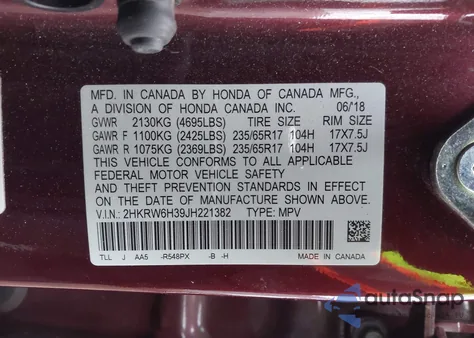 MFD. IN CANADA BY HONDA OF CANADA MFG.,
A DIVISION OF HONDA CANADA INC. 06/18
GVWR 2130KG (4695LBS) TIRE SIZE RIM SIZE
GAWR F 1100KG (2425LBS) 235/65R17 104H 17X7.5J
GAWR R 1075KG (2369LBS) 235/65R17 104H 17X7.5J
THIS VEHICLE CONFORMS TO ALL APPLICABLE
FEDERAL MOTOR VEHICLE SAFETY
AND THEFT PREVENTION STANDARDS IN EFFECT ON
THE DATE OF MANUFACTURE SHOWN ABOVE.
V.I.N.: 2HKRW6H39JH221382 TYPE: MPV
TLL J AA5 -R548PX -B -H MADE IN CANADA
autoSnap